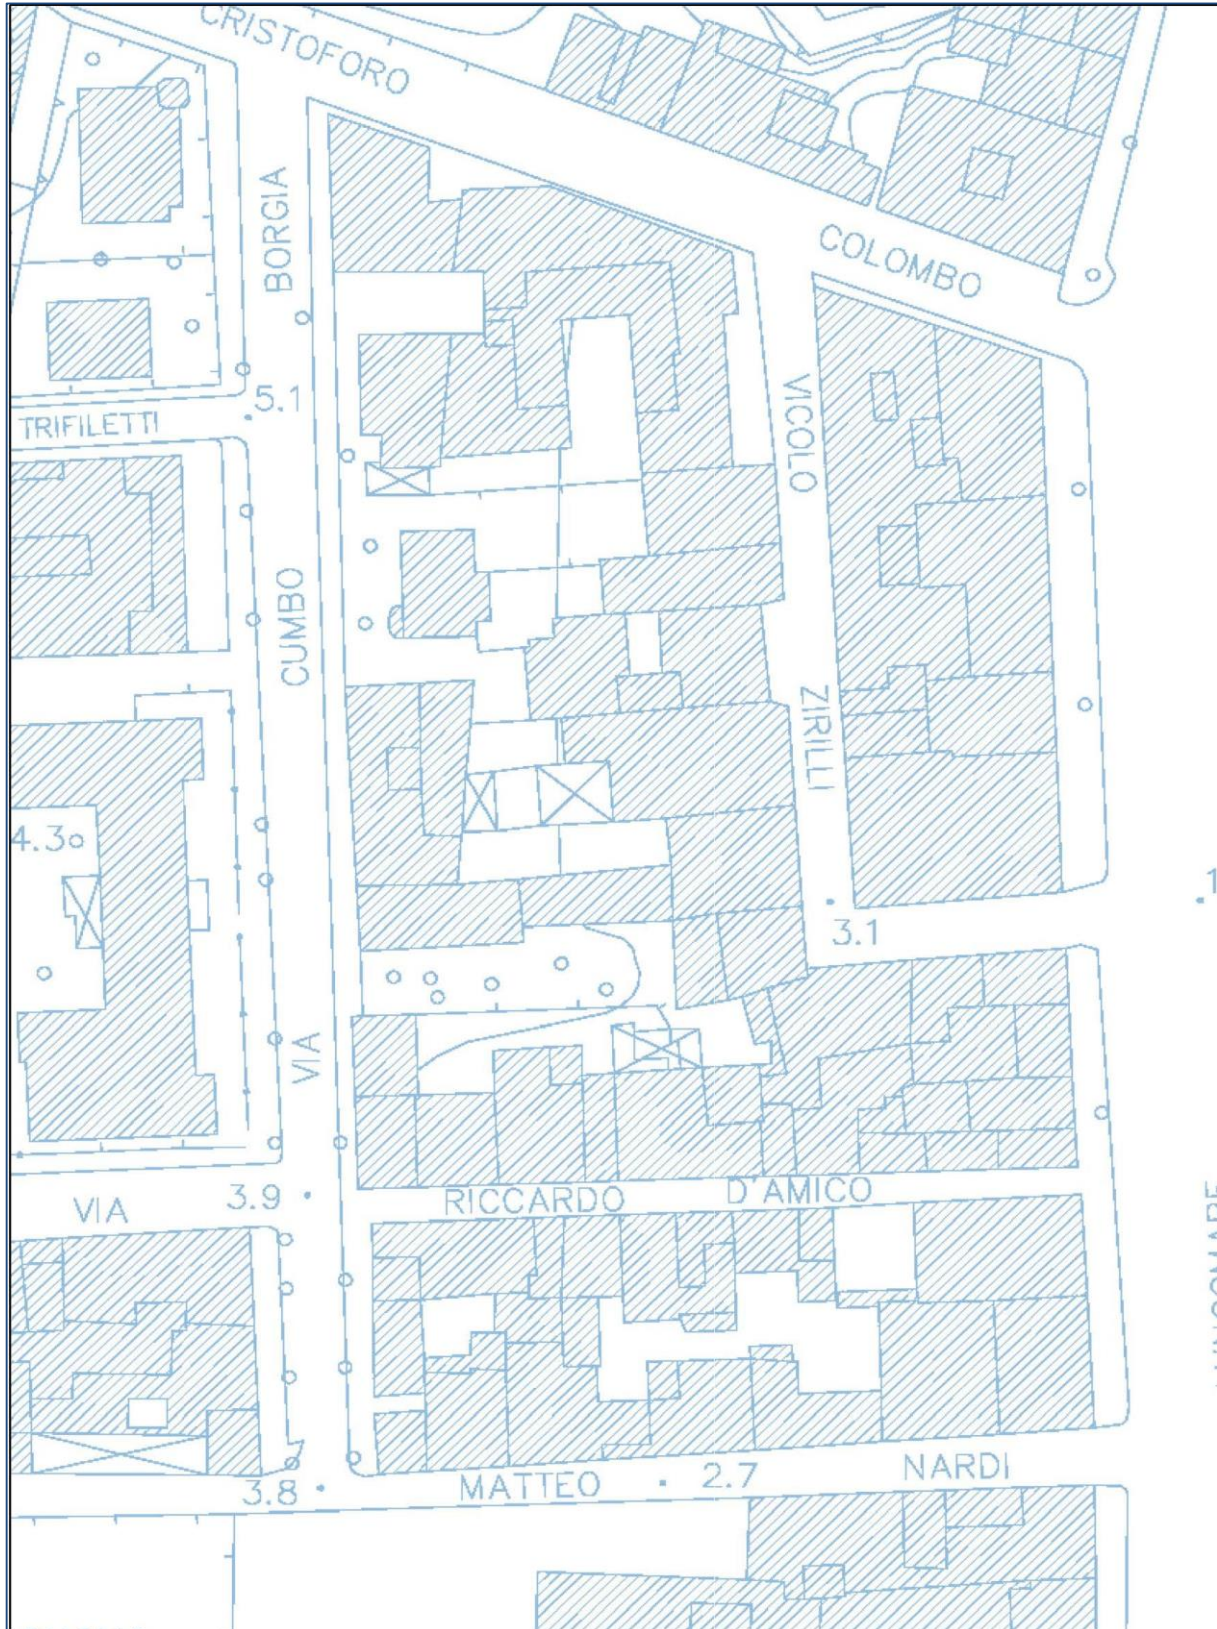 CRISTOFORO
COLOMBO
BORGIA
5.1
TRIFILETTI
VICOLO
CUMBO
ZIRILLI
4.3
3.1
1
VIA
3.9
VIA
RICCARDO D'AMICO
3.8
MATTEO
2.7
NARDI